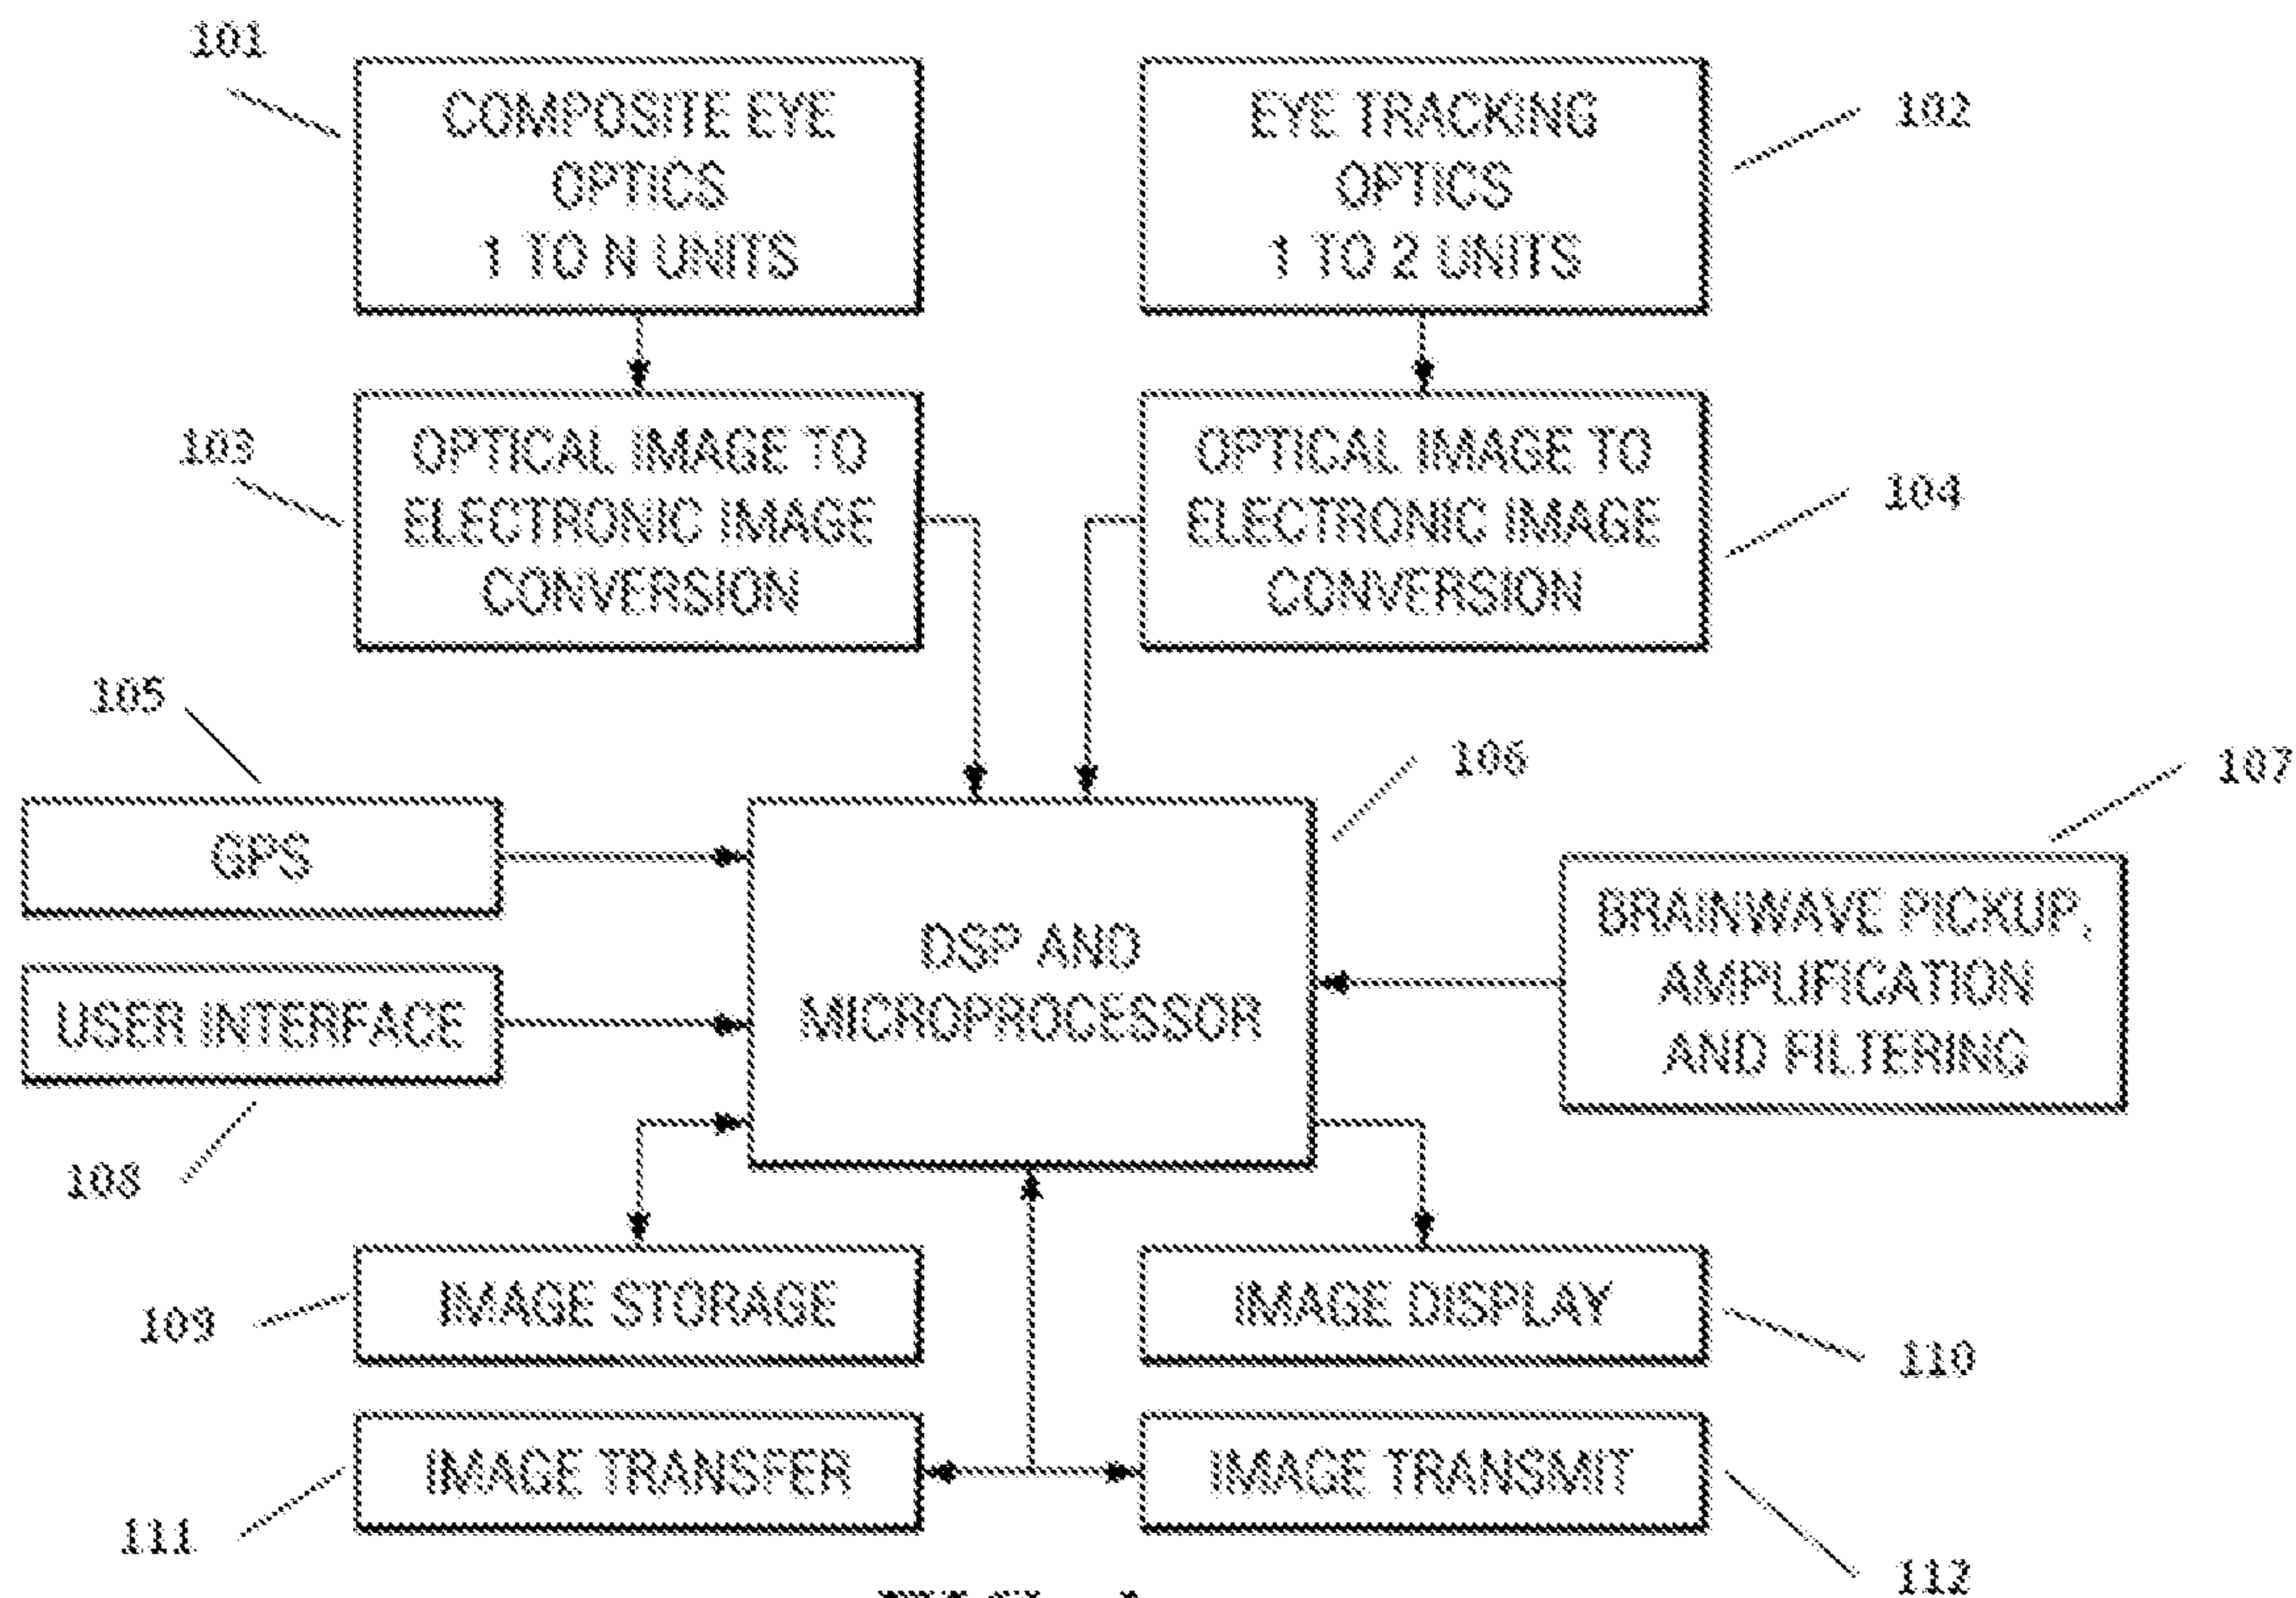 101
COMPOSITE EYE
OPTICS
1 TO N UNITS
EYE TRACKING
OPTICS
1 TO 2 UNITS
102
103
OPTICAL IMAGE TO
ELECTRONIC IMAGE
CONVERSION
OPTICAL IMAGE TO
ELECTRONIC IMAGE
CONVERSION
104
105
GPS
106
DSP AND
MICROPROCESSOR
107
BRAINWAVE PICKUP,
AMPLIFICATION
AND FILTERING
USER INTERFACE
108
109
IMAGE STORAGE
IMAGE DISPLAY
110
111
IMAGE TRANSFER
IMAGE TRANSMIT
112